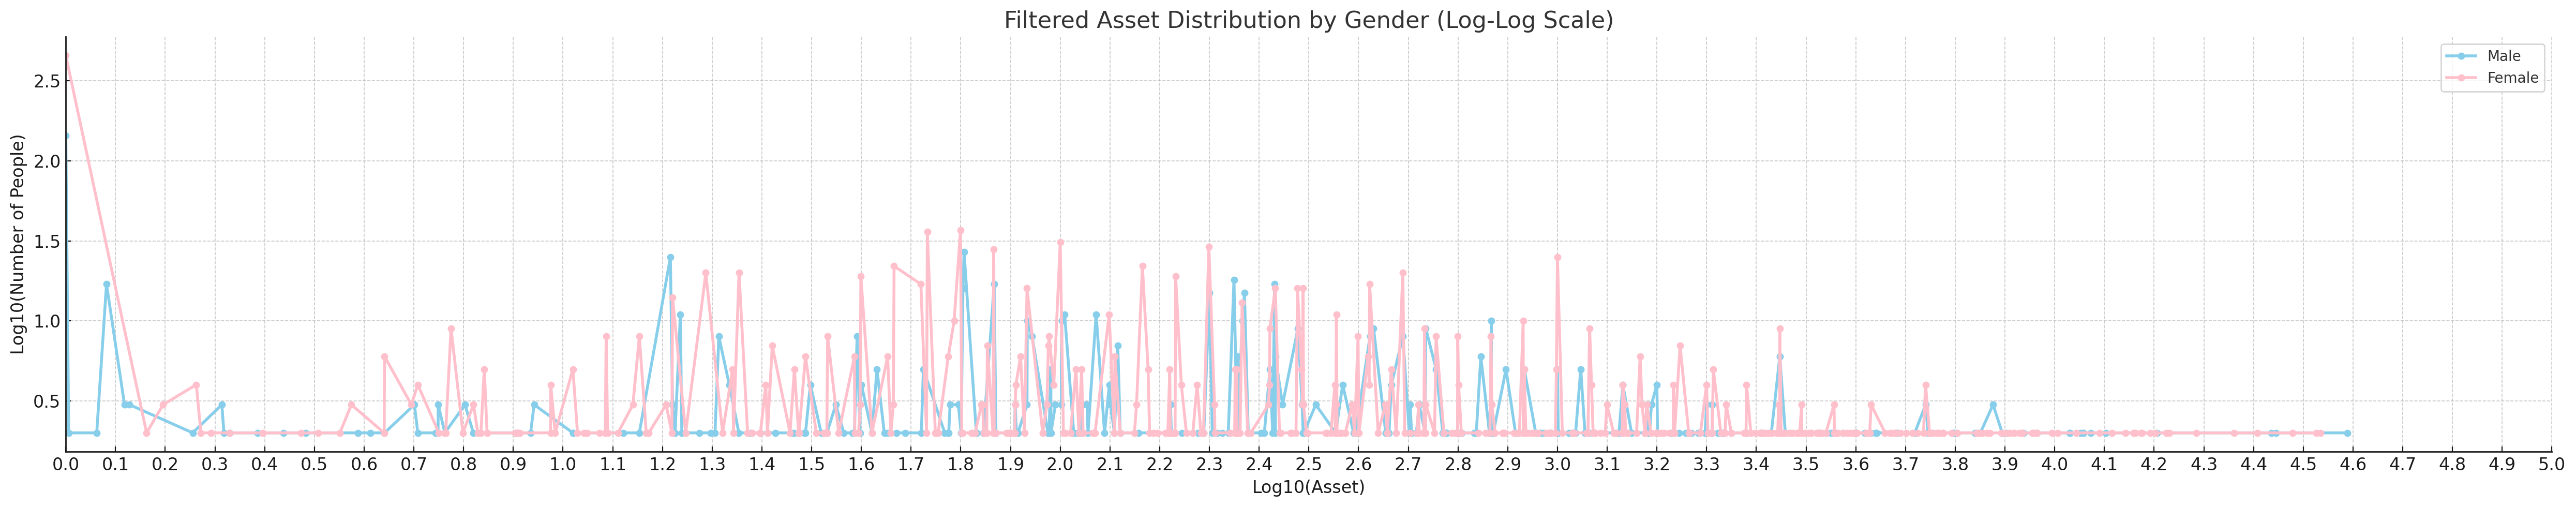 Filtered Asset Distribution by Gender (Log-Log Scale)
Male
Female
Log10(Number of People)
2.5
2.0
1.5
1.0
0.5
0.0 0.1 0.2 0.3 0.4 0.5 0.6 0.7 0.8 0.9 1.0 1.1 1.2 1.3 1.4 1.5 1.6 1.7 1.8 1.9 2.0 2.1 2.2 2.3 2.4 2.5 2.6 2.7 2.8 2.9 3.0 3.1 3.2 3.3 3.4 3.5 3.6 3.7 3.8 3.9 4.0 4.1 4.2 4.3 4.4 4.5 4.6 4.7 4.8 4.9 5.0
Log10(Asset)